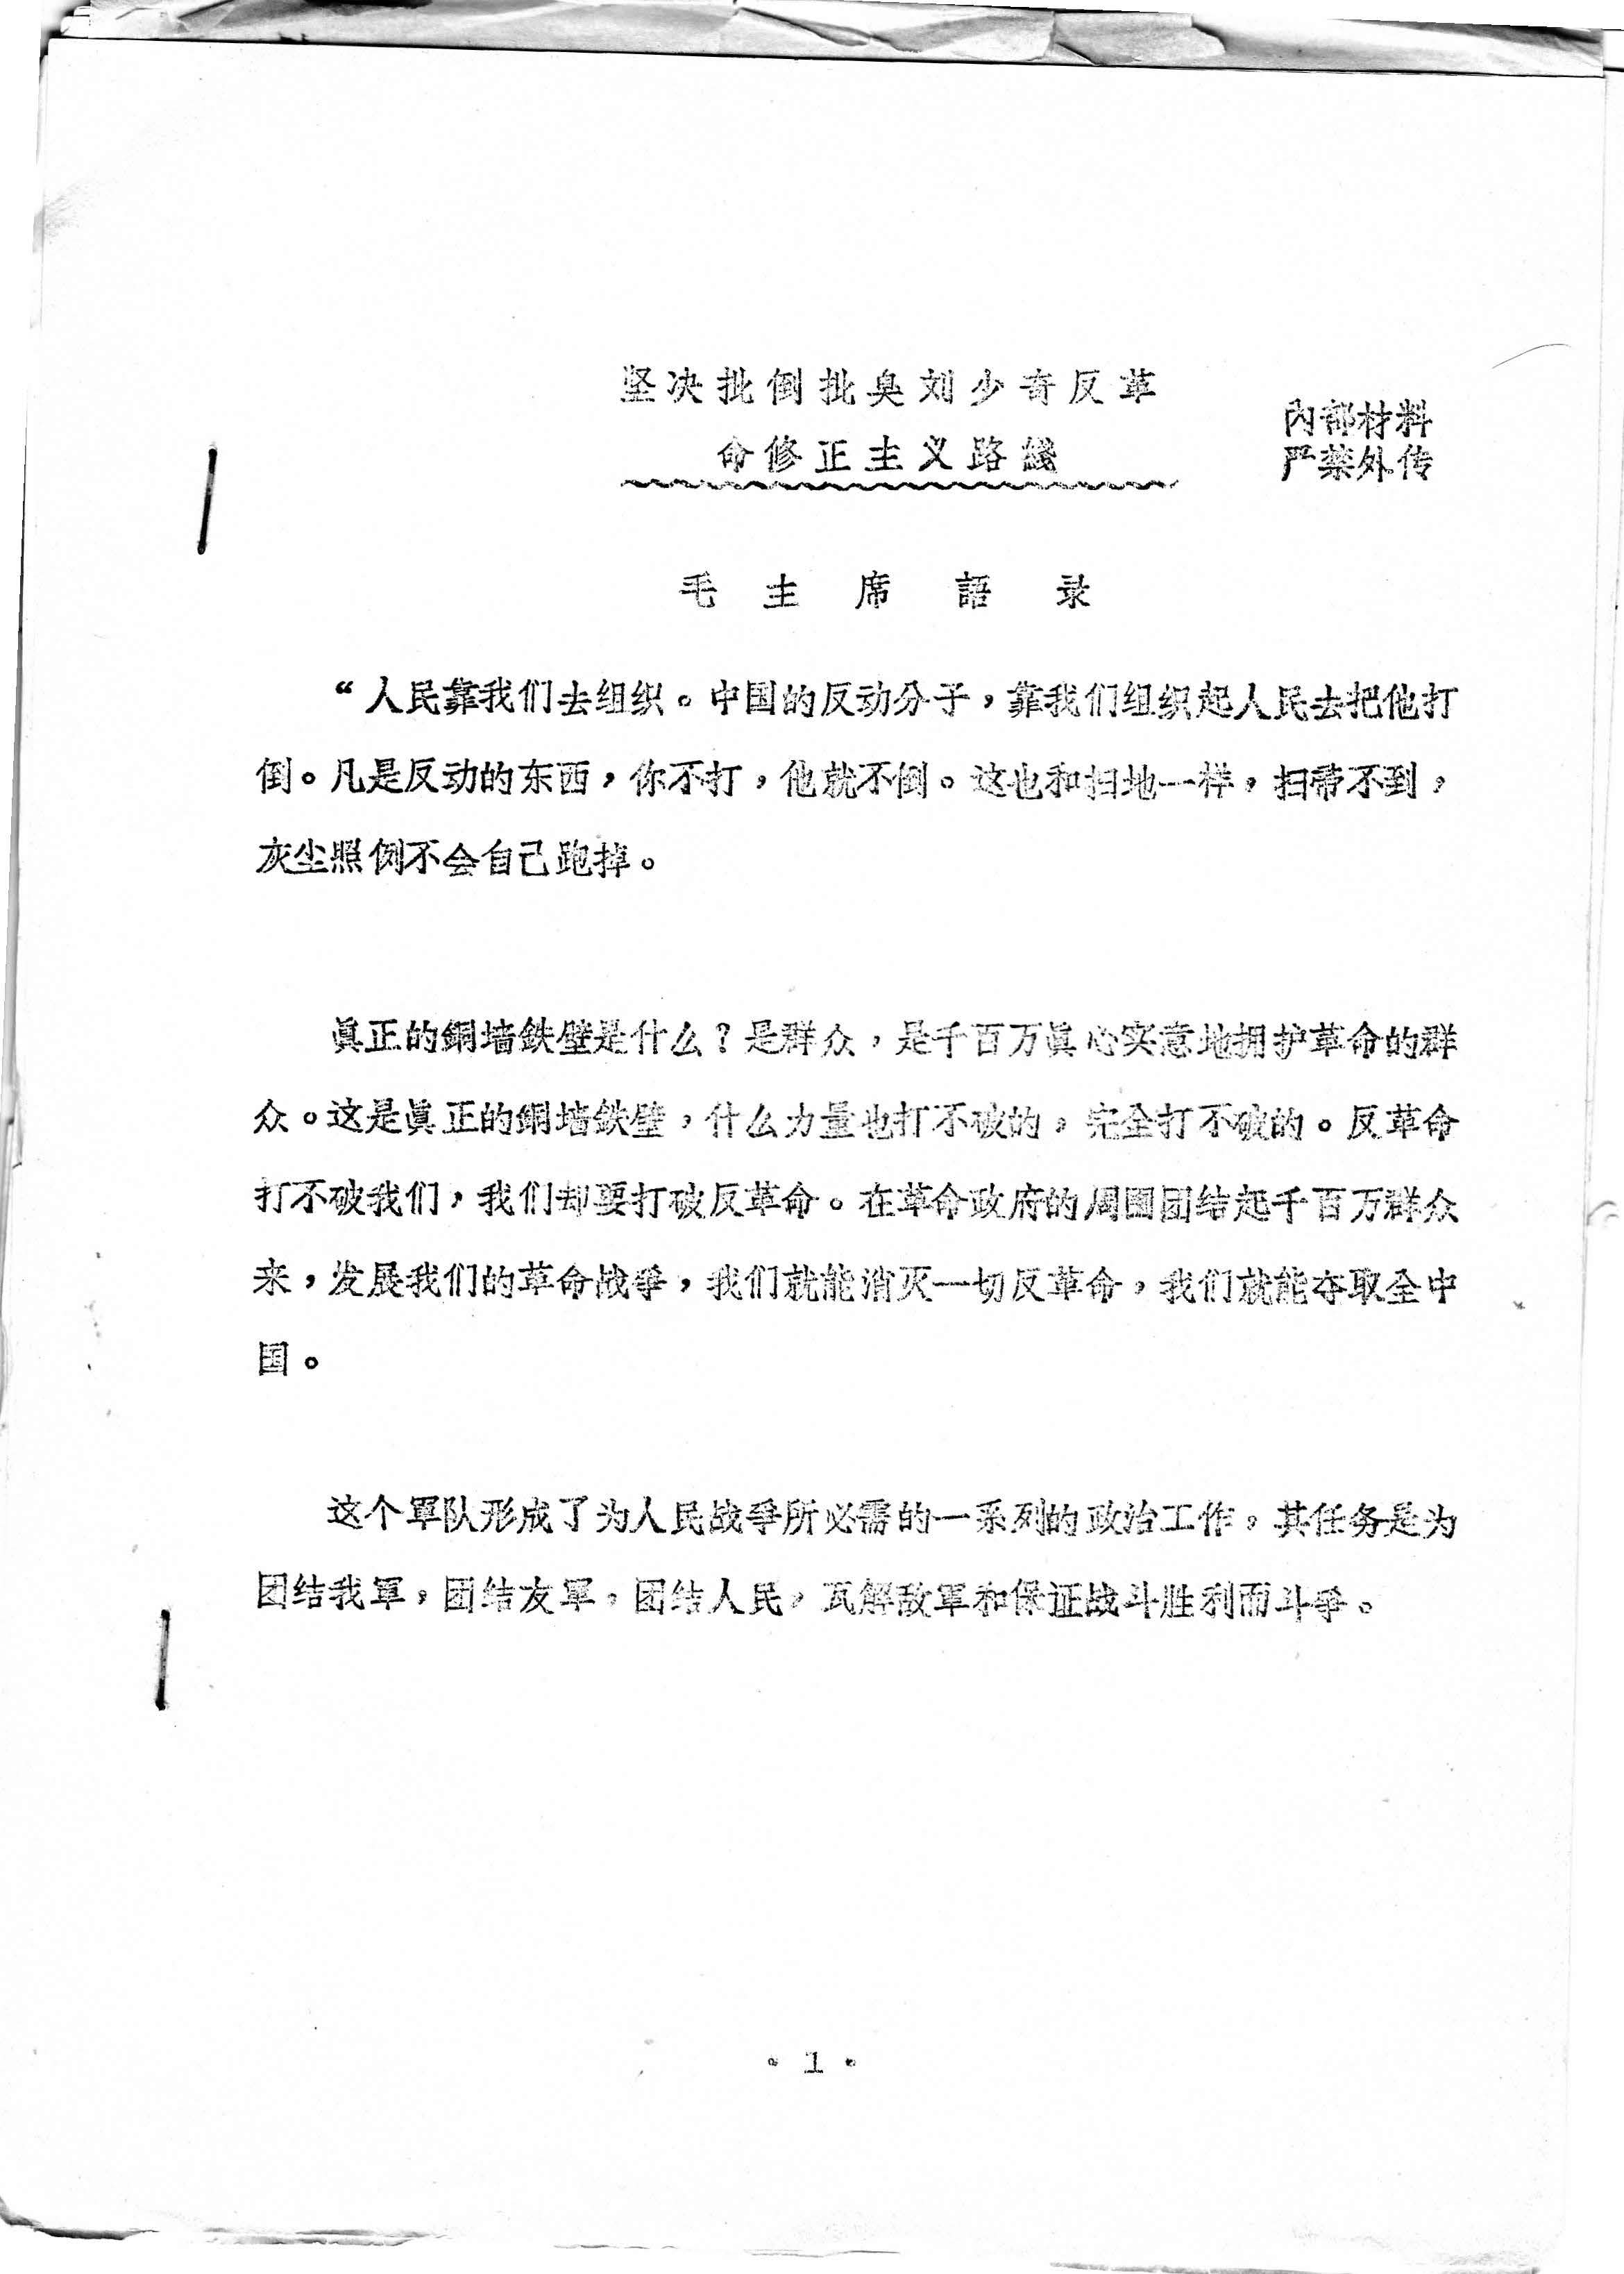 坚决批倒批臭刘少奇反革
命修正主义路綫
內部材料
严禁外传
毛主席語录
“人民靠我们去组织。中国的反动分子，靠我们组织起人民去把他打
倒。凡是反动的东西，你不打，他就不倒。这也和扫地一样，扫帚不到，
灰尘照例不会自己跑掉。
眞正的銅墙鉄壁是什么？是群众，是千百万眞心实意地拥护革命的群
众。这是眞正的銅墙鉄壁，什么力量也打不破的，完全打不破的。反革命
打不破我们，我们却要打破反革命。在革命政府的周围团结起千百万群众
来，发展我们的革命战爭，我们就能消灭一切反革命，我们就能夺取全中
国。
这个軍队形成了为人民战爭所必需的一系列的政治工作，其任务是为
团结我軍，团结友軍，团结人民，瓦解敌軍和保证战斗胜利而斗爭。
• 1 •